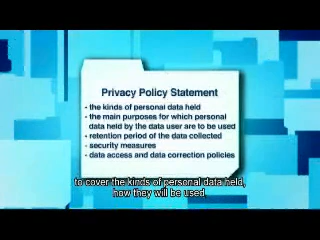 Privacy Policy Statement
- the kinds of personal data held
- the main purposes for which personal
data held by the data user are to be used
- retention period of the data collected
- security measures
- data access and data correction policies
to cover the kinds of personal data held,
how they will be used.